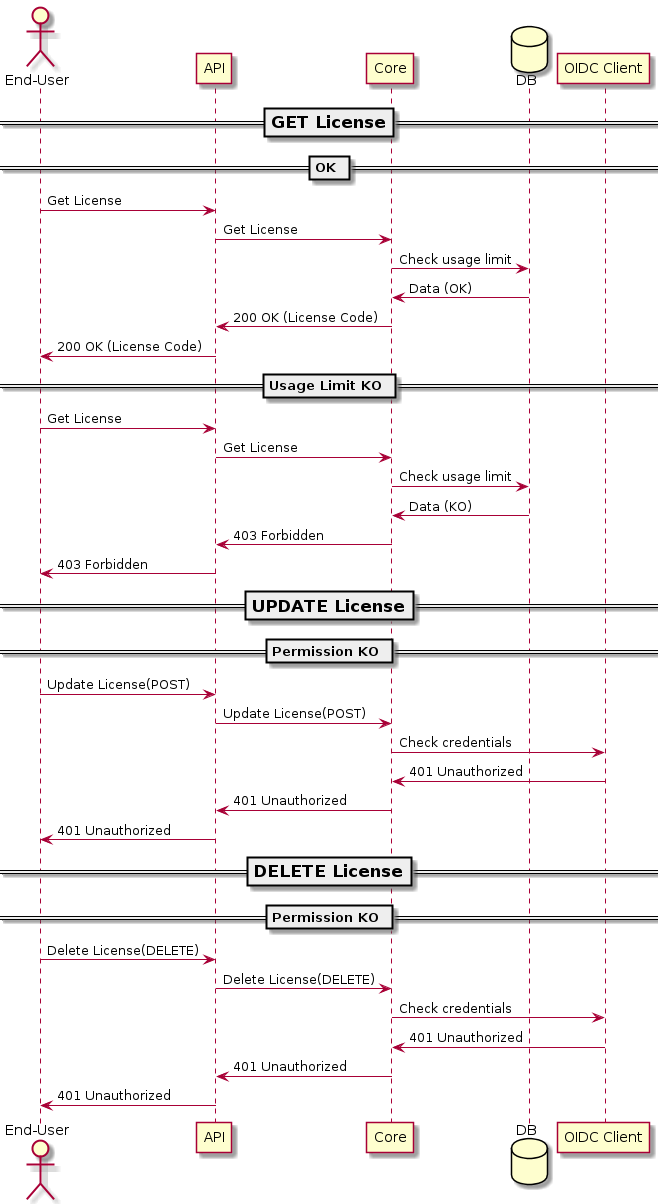 End-User
API
Core
DB
OIDC Client
GET License
OK
Get License
Get License
Check usage limit
Data (OK)
200 OK (License Code)
200 OK (License Code)
Usage Limit KO
Get License
Get License
Check usage limit
Data (KO)
403 Forbidden
403 Forbidden
UPDATE License
Permission KO
Update License(POST)
Update License(POST)
Check credentials
401 Unauthorized
401 Unauthorized
401 Unauthorized
DELETE License
Permission KO
Delete License(DELETE)
Delete License(DELETE)
Check credentials
401 Unauthorized
401 Unauthorized
401 Unauthorized
End-User
API
Core
DB
OIDC Client